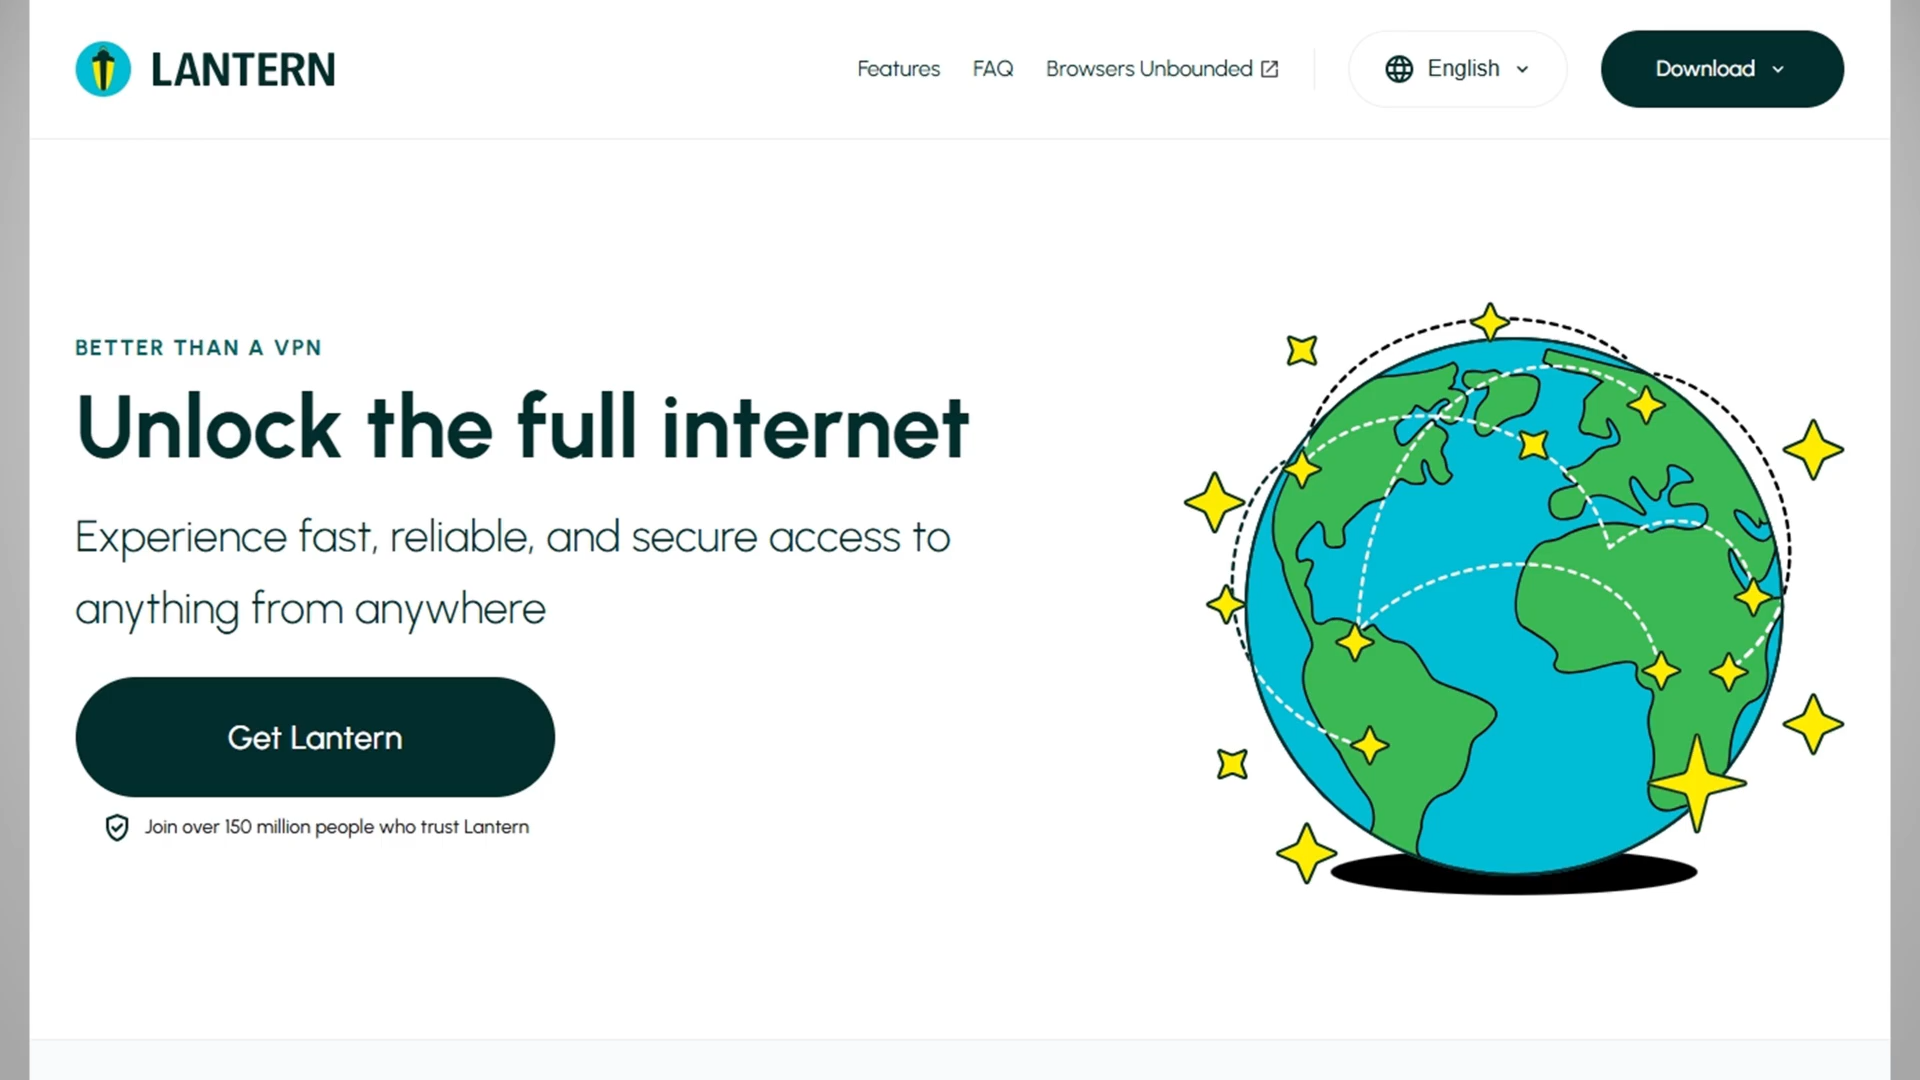 LANTERN
Features
FAQ
Browsers Unbounded
English
Download
BETTER THAN A VPN
Unlock the full internet
Experience fast, reliable, and secure access to
anything from anywhere
Get Lantern
Join over 150 million people who trust Lantern